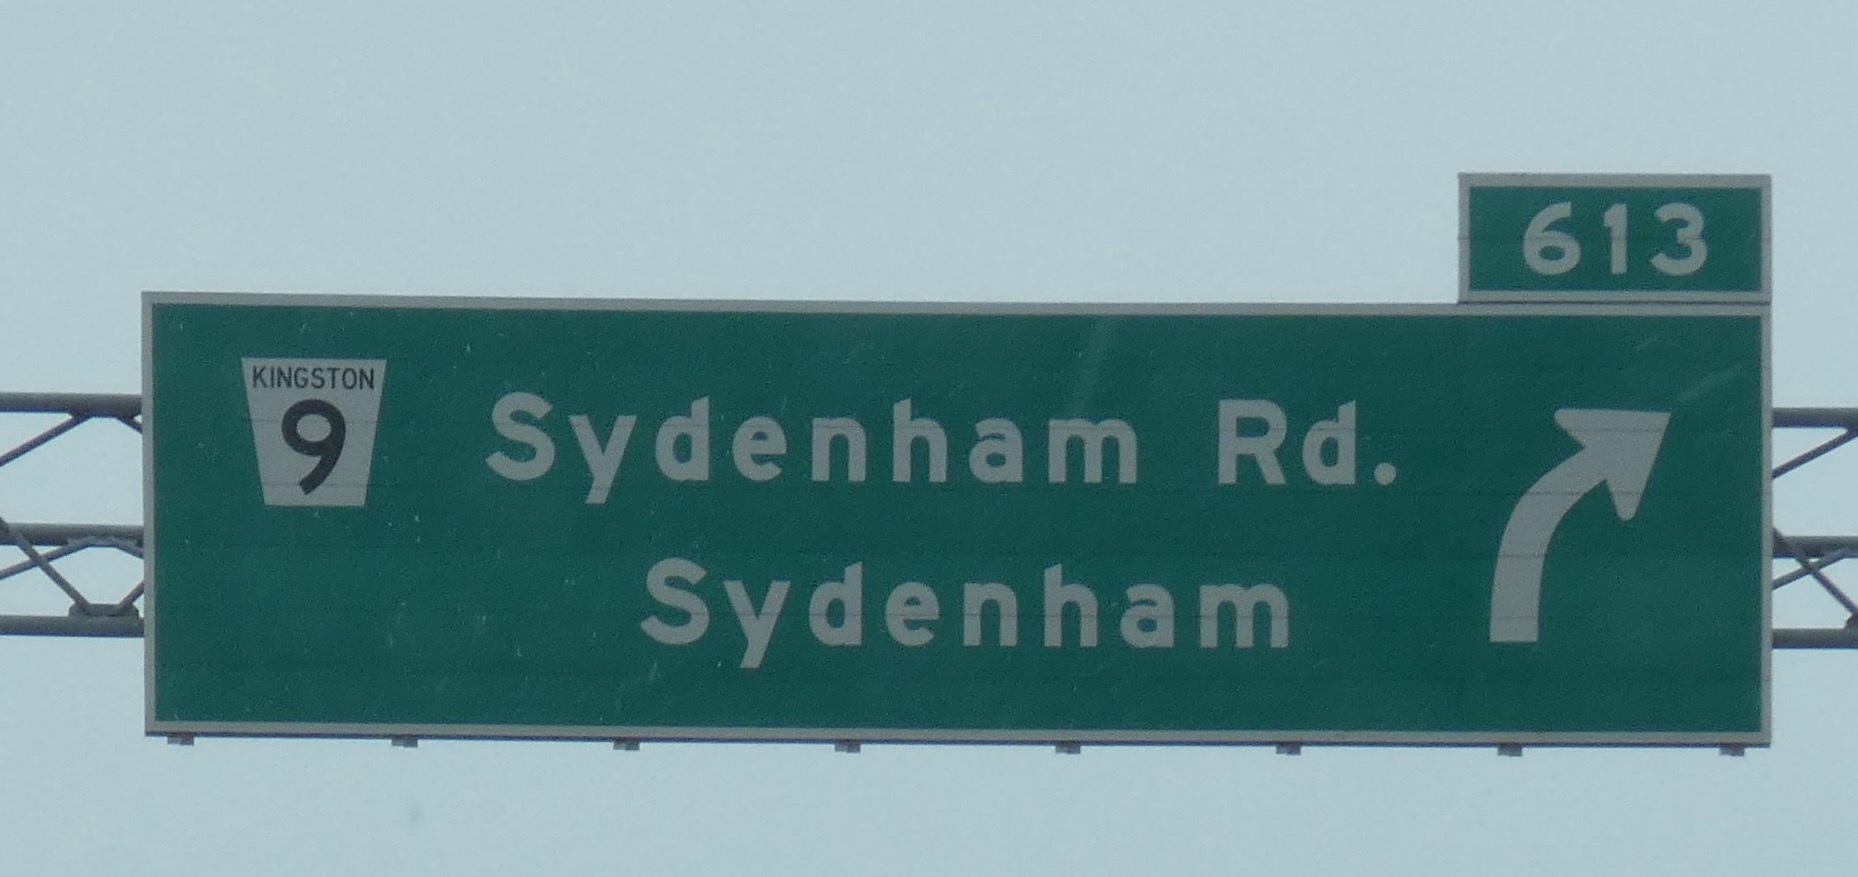 613
KINGSTON
9
Sydenham Rd.
Sydenham